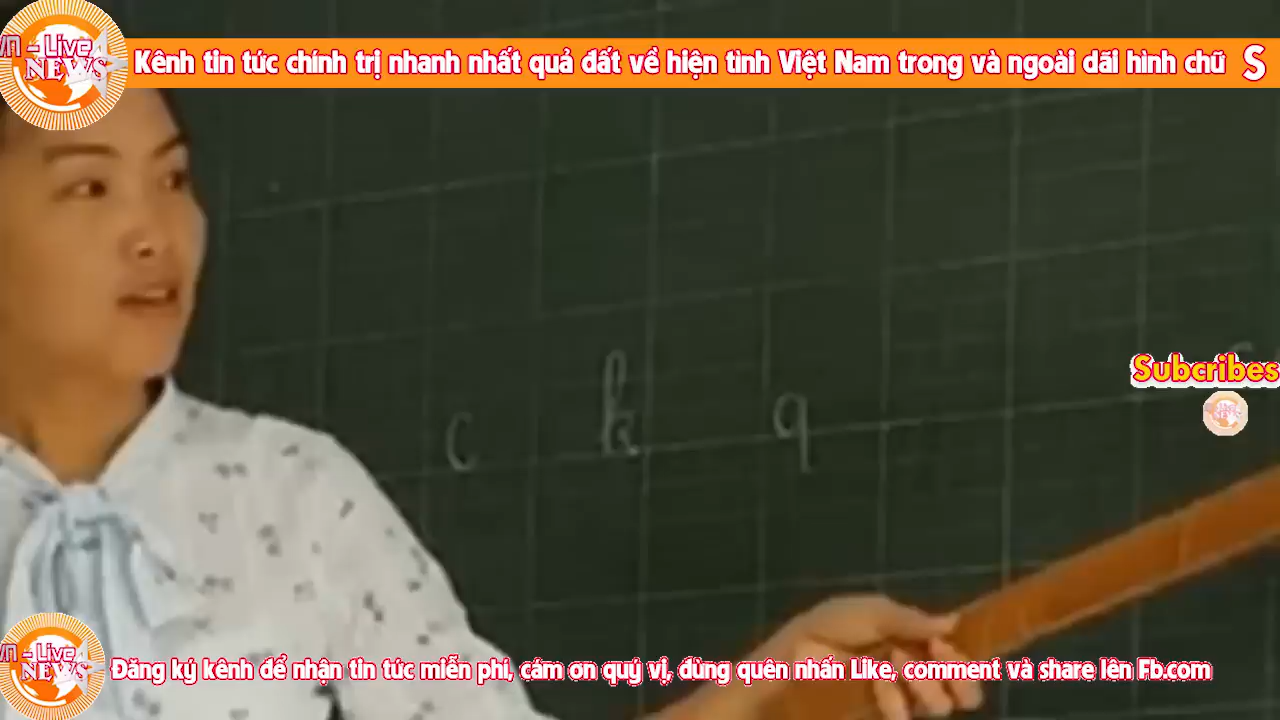 VN - Live
NEWS
Kênh tin tức chính trị nhanh nhất quả đất về hiện tình Việt Nam trong và ngoài dãi hình chữ S
c k q
Subcribes
VN - Live
NEWS
Đăng ký kênh để nhận tin tức miễn phí, cám ơn quý vị, đừng quên nhấn Like, comment và share lên Fb.com